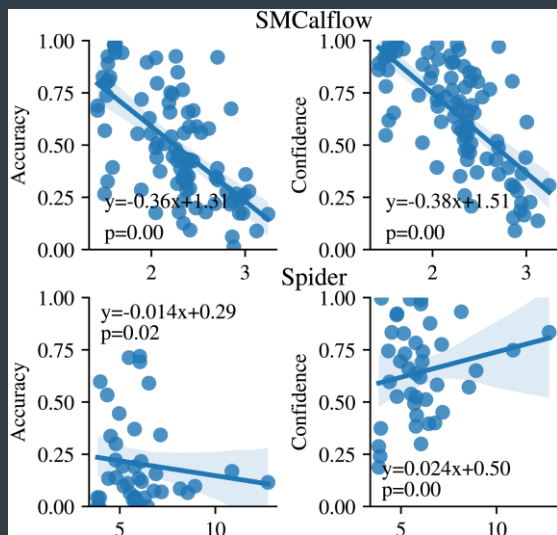 SMCalflow
1.00
0.75
0.50
0.25
0.00
Accuracy
y=-0.36x+1.31
p=0.00
2 3
1.00
0.75
0.50
0.25
0.00
Confidence
y=-0.38x+1.51
p=0.00
2 3
Spider
1.00
0.75
0.50
0.25
0.00
Accuracy
y=-0.014x+0.29
p=0.02
5 10
1.00
0.75
0.50
0.25
0.00
Confidence
y=0.024x+0.50
p=0.00
5 10